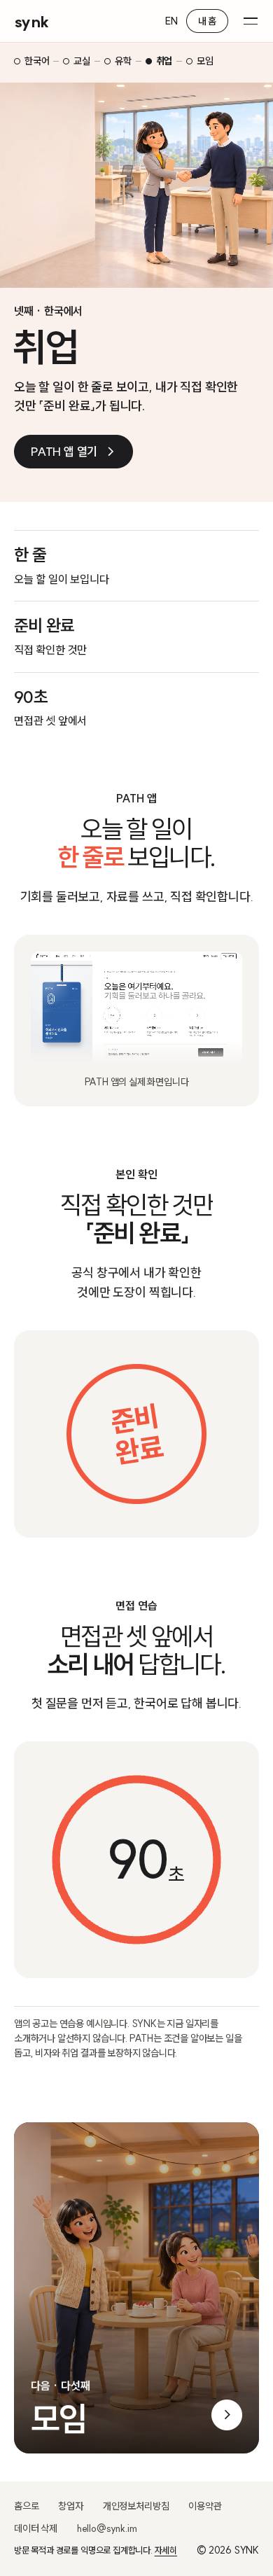 synk
EN
내 홈
한국어
교실
유학
취업
모임
넷째 · 한국에서
취업
오늘 할 일이 한 줄로 보이고, 내가 직접 확인한
것만 「준비 완료」가 됩니다.
PATH 앱 열기
한 줄
오늘 할 일이 보입니다
준비 완료
직접 확인한 것만
90초
면접관 셋 앞에서
PATH 앱
오늘 할 일이
한 줄로 보입니다.
기회를 둘러보고, 자료를 쓰고, 직접 확인합니다.
오늘은 여기부터예요.
기회를 둘러보고 하나를 골라요.
PATH 앱의 실제 화면입니다
본인 확인
직접 확인한 것만
「준비 완료」
공식 창구에서 내가 확인한
것에만 도장이 찍힙니다.
준비
완료
면접 연습
면접관 셋 앞에서
소리 내어 답합니다.
첫 질문을 먼저 듣고, 한국어로 답해 봅니다.
90초
앱의 공고는 연습용 예시입니다. SYNK는 지금 일자리를
소개하거나 알선하지 않습니다. PATH는 조건을 알아보는 일을
돕고, 비자와 취업 결과를 보장하지 않습니다.
다음 · 다섯째
모임
홈으로
창업자
개인정보처리방침
이용약관
데이터 삭제
hello@synk.im
방문 목적과 경로를 익명으로 집계합니다. 자세히
© 2026 SYNK